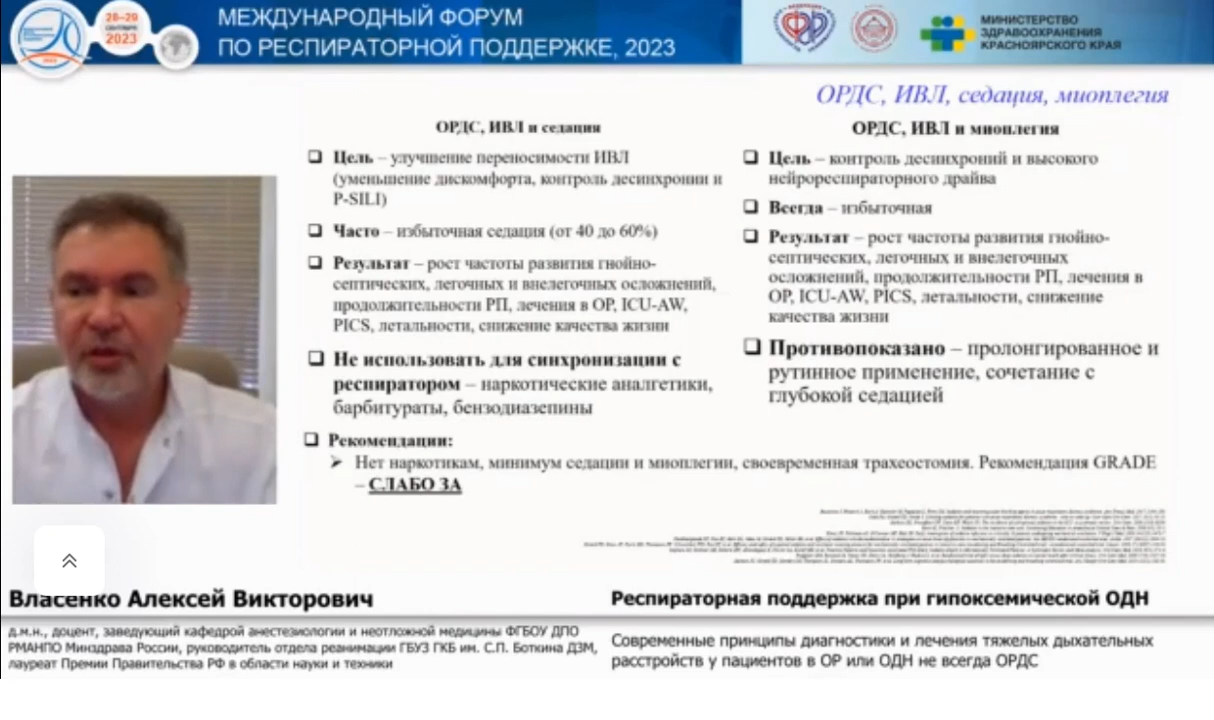 28–29
СЕНТЯБРЯ
2023
МЕЖДУНАРОДНЫЙ ФОРУМ
ПО РЕСПИРАТОРНОЙ ПОДДЕРЖКЕ, 2023
МИНИСТЕРСТВО
ЗДРАВООХРАНЕНИЯ
КРАСНОЯРСКОГО КРАЯ
ОРДС, ИВЛ, седация, миоплегия
ОРДС, ИВЛ и седация
Цель – улучшение переносимости ИВЛ
(уменьшение дискомфорта, контроль десинхронии и
P-SILI)
Часто – избыточная седация (от 40 до 60%)
Результат – рост частоты развития гнойно-
септических, легочных и внелегочных осложнений,
продолжительности РП, лечения в ОР, ICU-AW,
PICS, летальности, снижение качества жизни
Не использовать для синхронизации с
респиратором – наркотические аналгетики,
барбитураты, бензодиазепины
ОРДС, ИВЛ и миоплегия
Цель – контроль десинхроний и высокого
нейрореспираторного драйва
Всегда – избыточная
Результат – рост частоты развития гнойно-
септических, легочных и внелегочных
осложнений, продолжительности РП, лечения в
ОР, ICU-AW, PICS, летальности, снижение
качества жизни
Противопоказано – пролонгированное и
рутинное применение, сочетание с
глубокой седацией
Рекомендации:
Нет наркотикам, минимум седации и миоплегии, своевременная трахеостомия. Рекомендация GRADE
– СЛАБО ЗА
Власенко Алексей Викторович
д.м.н., доцент, заведующий кафедрой анестезиологии и неотложной медицины ФГБОУ ДПО
РМАНПО Минздрава России, руководитель отдела реанимации ГБУЗ ГКБ им. С.П. Боткина ДЗМ,
лауреат Премии Правительства РФ в области науки и техники
Респираторная поддержка при гипоксемической ОДН
Современные принципы диагностики и лечения тяжелых дыхательных
расстройств у пациентов в ОР или ОДН не всегда ОРДС